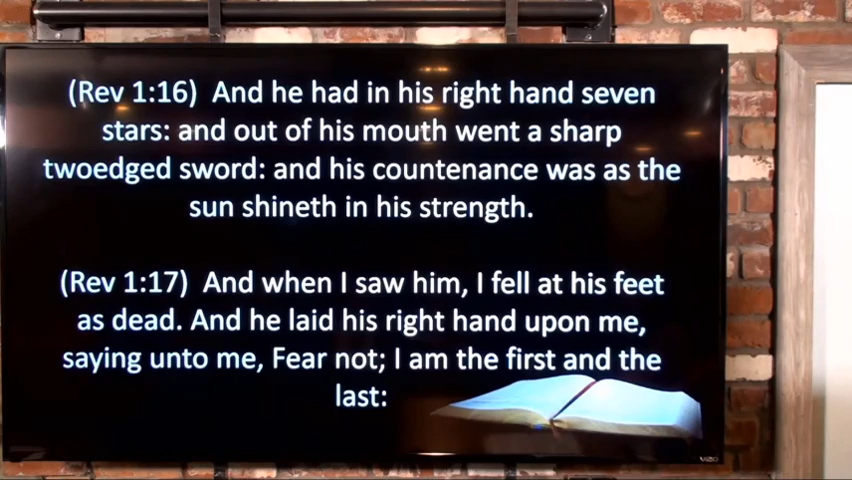 (Rev 1:16)  And he had in his right hand seven
stars: and out of his mouth went a sharp
twoedged sword: and his countenance was as the
sun shineth in his strength.
(Rev 1:17)  And when I saw him, I fell at his feet
as dead. And he laid his right hand upon me,
saying unto me, Fear not; I am the first and the
last:
VIZIO